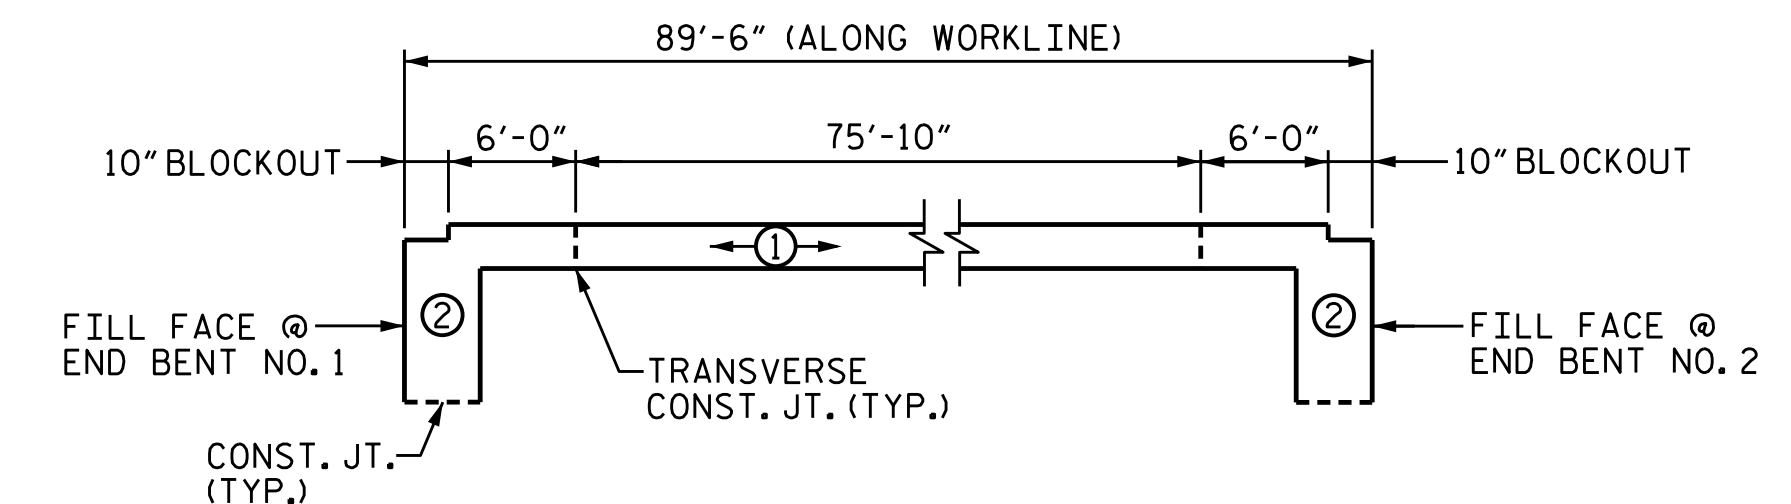 89'-6" (ALONG WORKLINE)
10" BLOCKOUT
6'-0"
75'-10"
6'-0"
10" BLOCKOUT
1
2
2
FILL FACE @
END BENT NO. 1
FILL FACE @
END BENT NO. 2
TRANSVERSE
CONST. JT. (TYP.)
CONST. JT.
(TYP.)